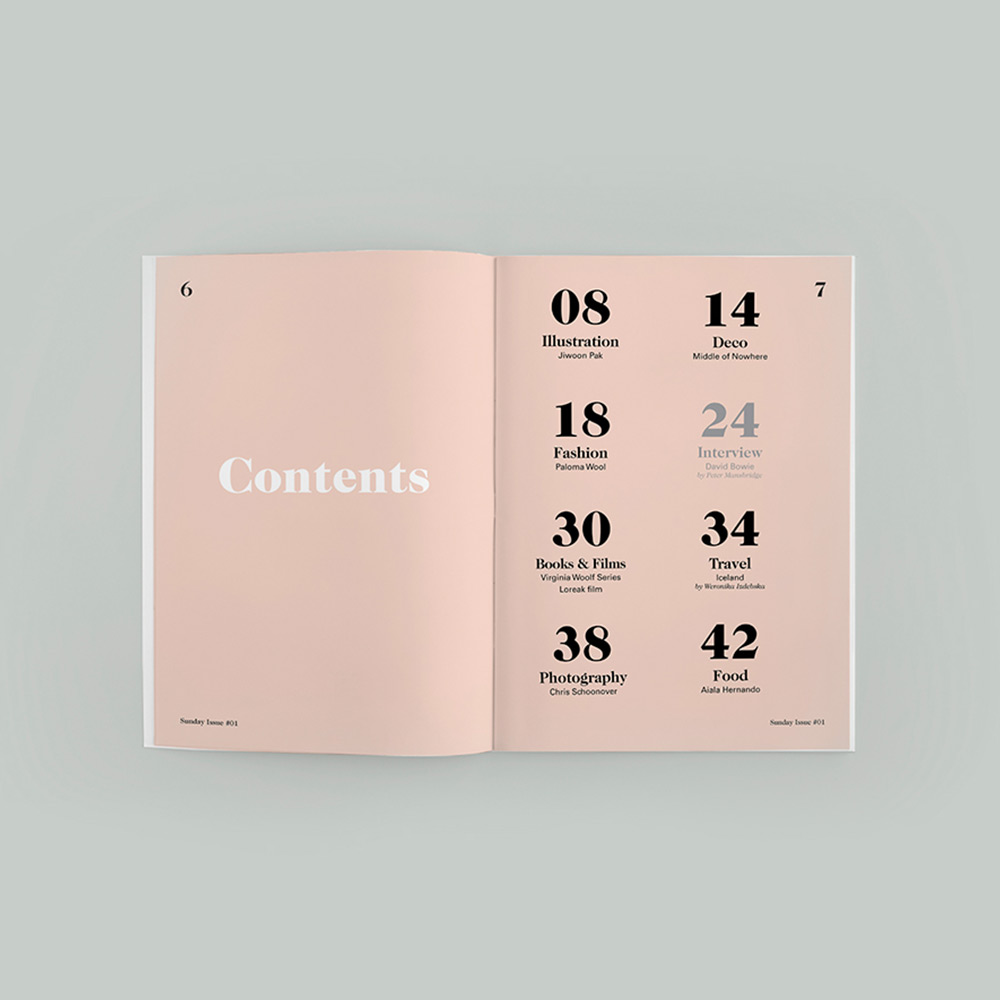 6
Contents
Sunday Issue #01
7
08
Illustration
Jiwoon Pak
14
Deco
Middle of Nowhere
18
Fashion
Paloma Wool
24
Interview
David Bowie
by Peter Mansbridge
30
Books & Films
Virginia Woolf Series
Loreak film
34
Travel
Iceland
by Weronika Izdebska
38
Photography
Chris Schoonover
42
Food
Aiala Hernando
Sunday Issue #01